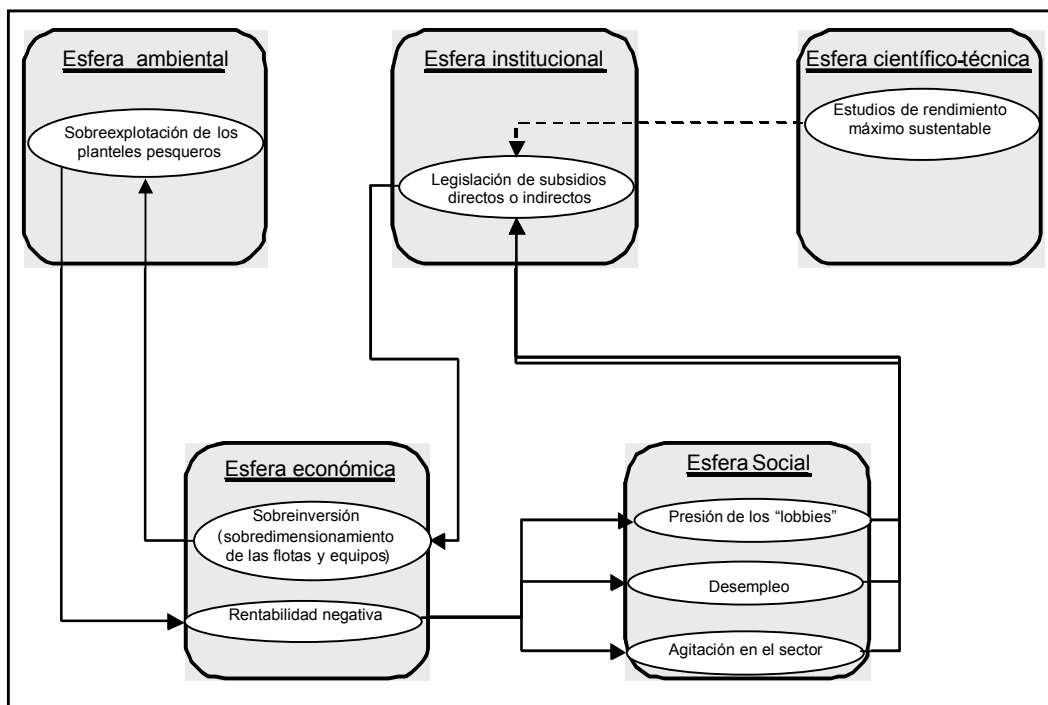 Esfera ambiental
Sobreexplotación de los
planteles pesqueros
Esfera institucional
Legislación de subsidios
directos o indirectos
Esfera científico-técnica
Estudios de rendimiento
máximo sustentable
Esfera económica
Sobreinversión
(sobredimensionamiento
de las flotas y equipos)
Rentabilidad negativa
Esfera Social
Presión de los “lobbies”
Desempleo
Agitación en el sector